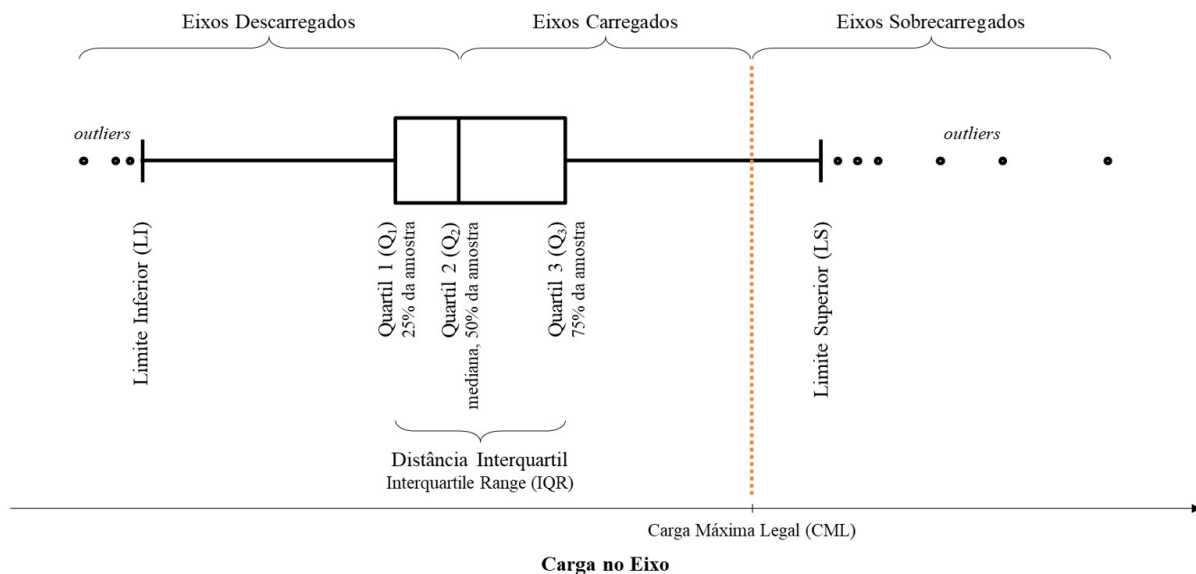 Eixos Descarregados
Eixos Carregados
Eixos Sobrecarregados
outliers
outliers
Limite Inferior (LI)
Quartil 1 (Q₁)
25% da amostra
Quartil 2 (Q₂)
mediana, 50% da amostra
Quartil 3 (Q₃)
75% da amostra
Limite Superior (LS)
Distância Interquartil
Interquartile Range (IQR)
Carga Máxima Legal (CML)
Carga no Eixo